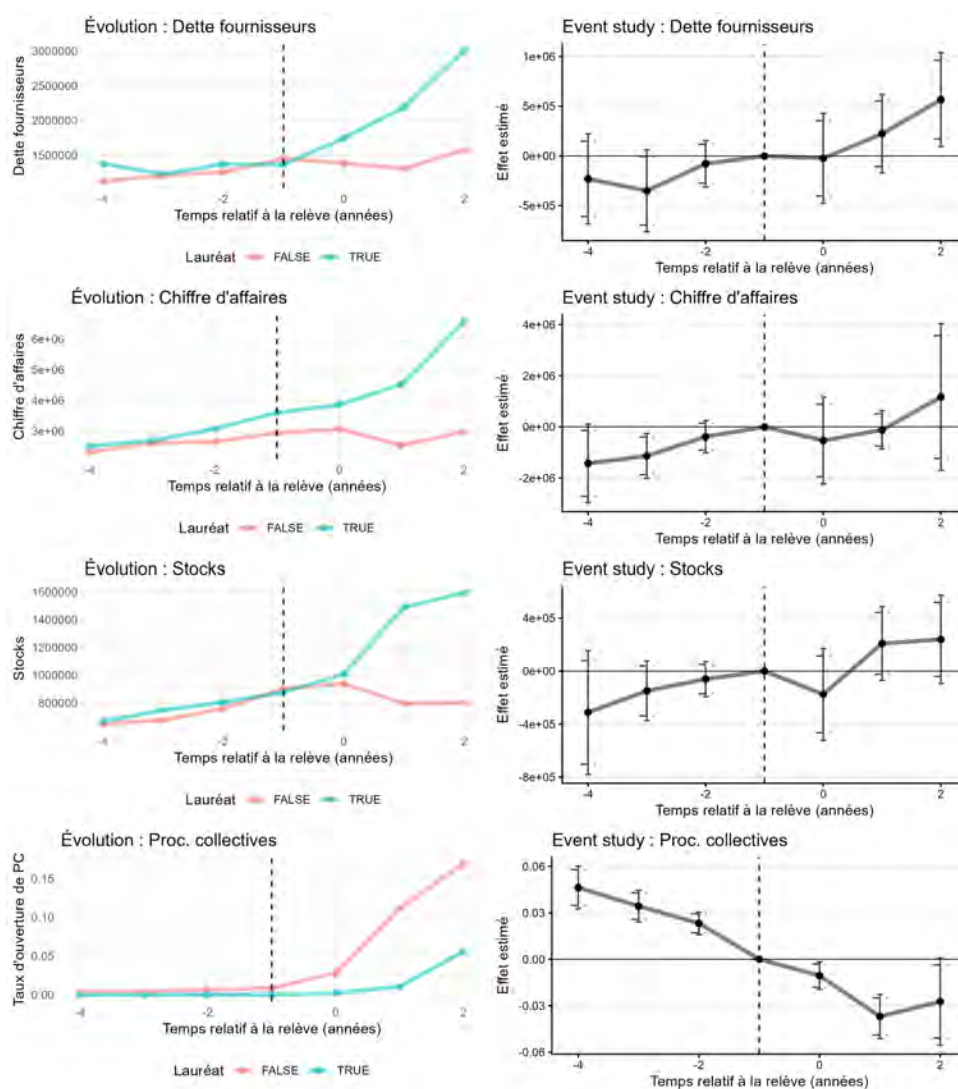 Évolution : Dette fournisseurs
Dette fournisseurs
3000000
2500000
2000000
1500000
-4
-2
0
2
Temps relatif à la relève (années)
Lauréat FALSE TRUE
Event study : Dette fournisseurs
Effet estimé
1e+06
5e+05
0e+00
-5e+05
-4
-2
0
2
Temps relatif à la relève (années)
Évolution : Chiffre d'affaires
Chiffre d'affaires
6e+06
5e+06
4e+06
3e+06
-4
-2
0
2
Temps relatif à la relève (années)
Lauréat FALSE TRUE
Event study : Chiffre d'affaires
Effet estimé
4e+06
2e+06
0e+00
-2e+06
-4
-2
0
2
Temps relatif à la relève (années)
Évolution : Stocks
Stocks
1600000
1400000
1200000
1000000
800000
-4
-2
0
2
Temps relatif à la relève (années)
Lauréat FALSE TRUE
Event study : Stocks
Effet estimé
4e+05
0e+00
-4e+05
-8e+05
-4
-2
0
2
Temps relatif à la relève (années)
Évolution : Proc. collectives
Taux d'ouverture de PC
0.15
0.10
0.05
0.00
-4
-2
0
2
Temps relatif à la relève (années)
Lauréat FALSE TRUE
Event study : Proc. collectives
Effet estimé
0.06
0.03
0.00
-0.03
-0.06
-4
-2
0
2
Temps relatif à la relève (années)